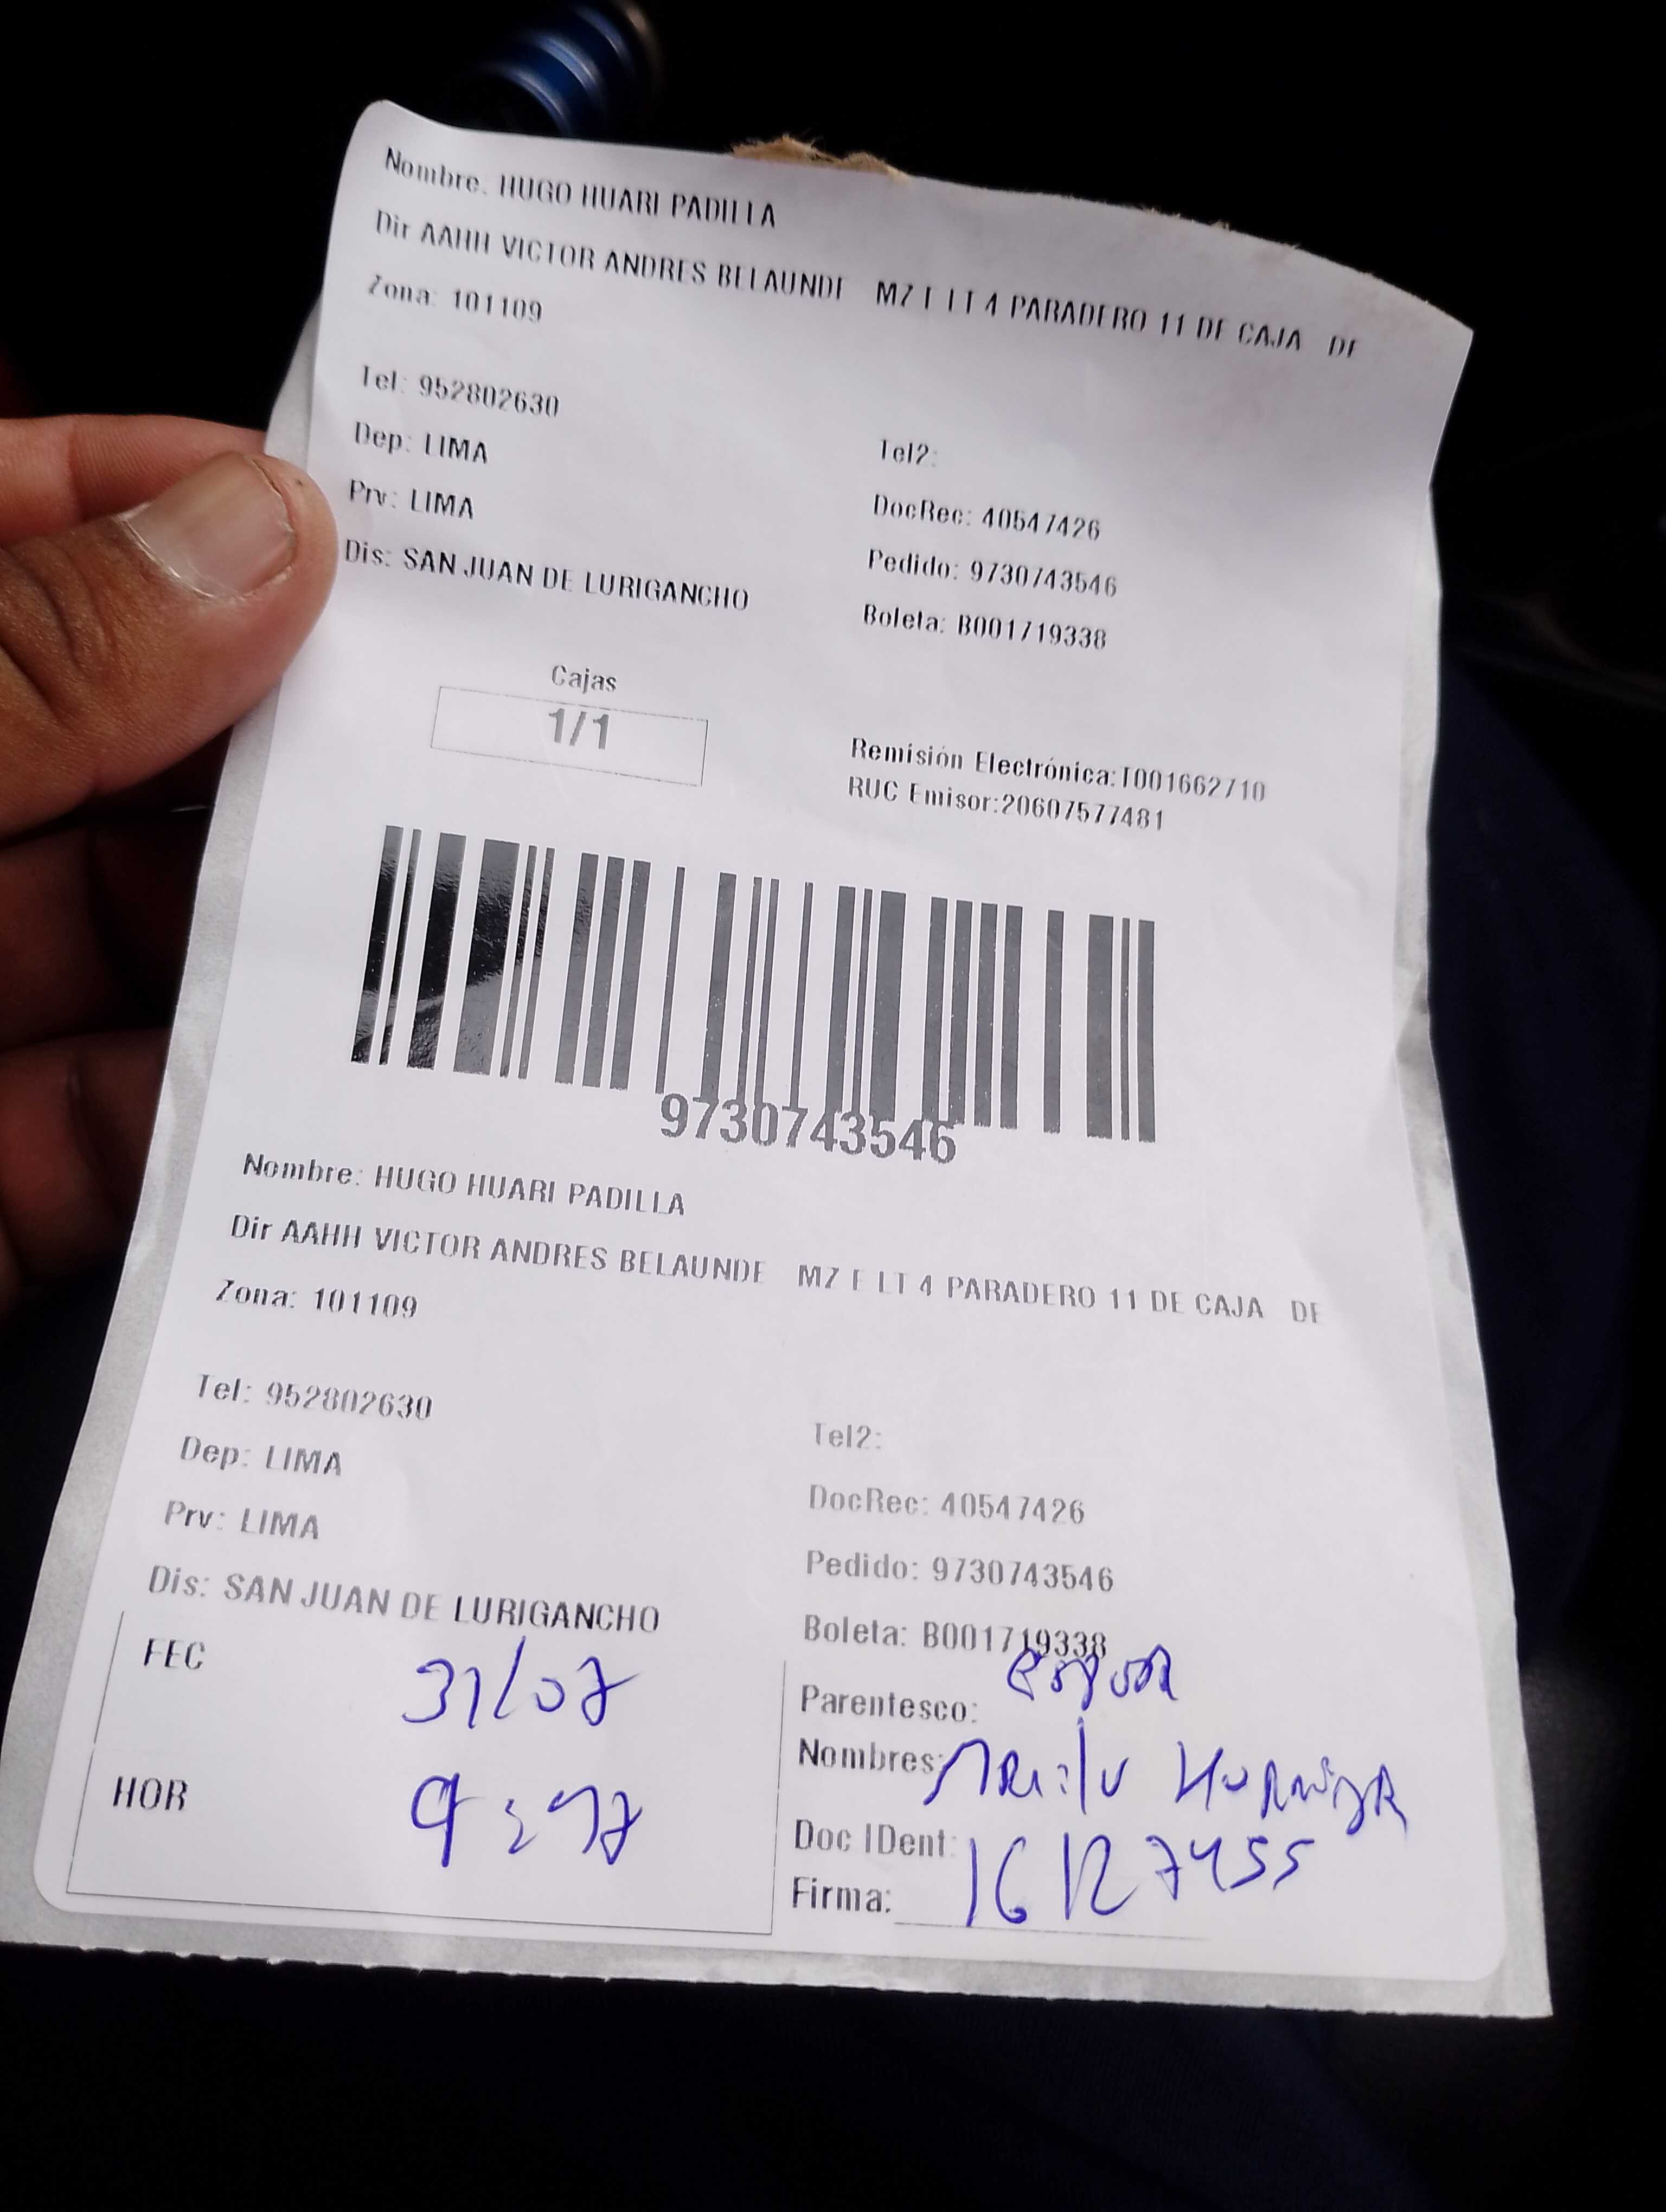 Nombre. HUGO HUARI PADILLA
Dir AAHH VICTOR ANDRES BELAUNDE MZ E LT 4 PARADERO 11 DE CAJA DE
Zona: 101109
Tel: 952802630
Tel2:
Dep: LIMA
DocRec: 40547426
Prv: LIMA
Pedido: 9730743546
Dis: SAN JUAN DE LURIGANCHO
Boleta: B001719338
Cajas
1/1
Remisión Electrónica:T001662710
RUC Emisor:20607577481
9730743546
Nombre: HUGO HUARI PADILLA
Dir AAHH VICTOR ANDRES BELAUNDE MZ E LT 4 PARADERO 11 DE CAJA DE
Zona: 101109
Tel: 952802630
Tel2:
Dep: LIMA
DocRec: 40547426
Prv: LIMA
Pedido: 9730743546
Dis: SAN JUAN DE LURIGANCHO
Boleta: B001719338
FEC 31/07
Parentesco:
Nombres:
HOR
Doc IDent: 16127455
Firma: